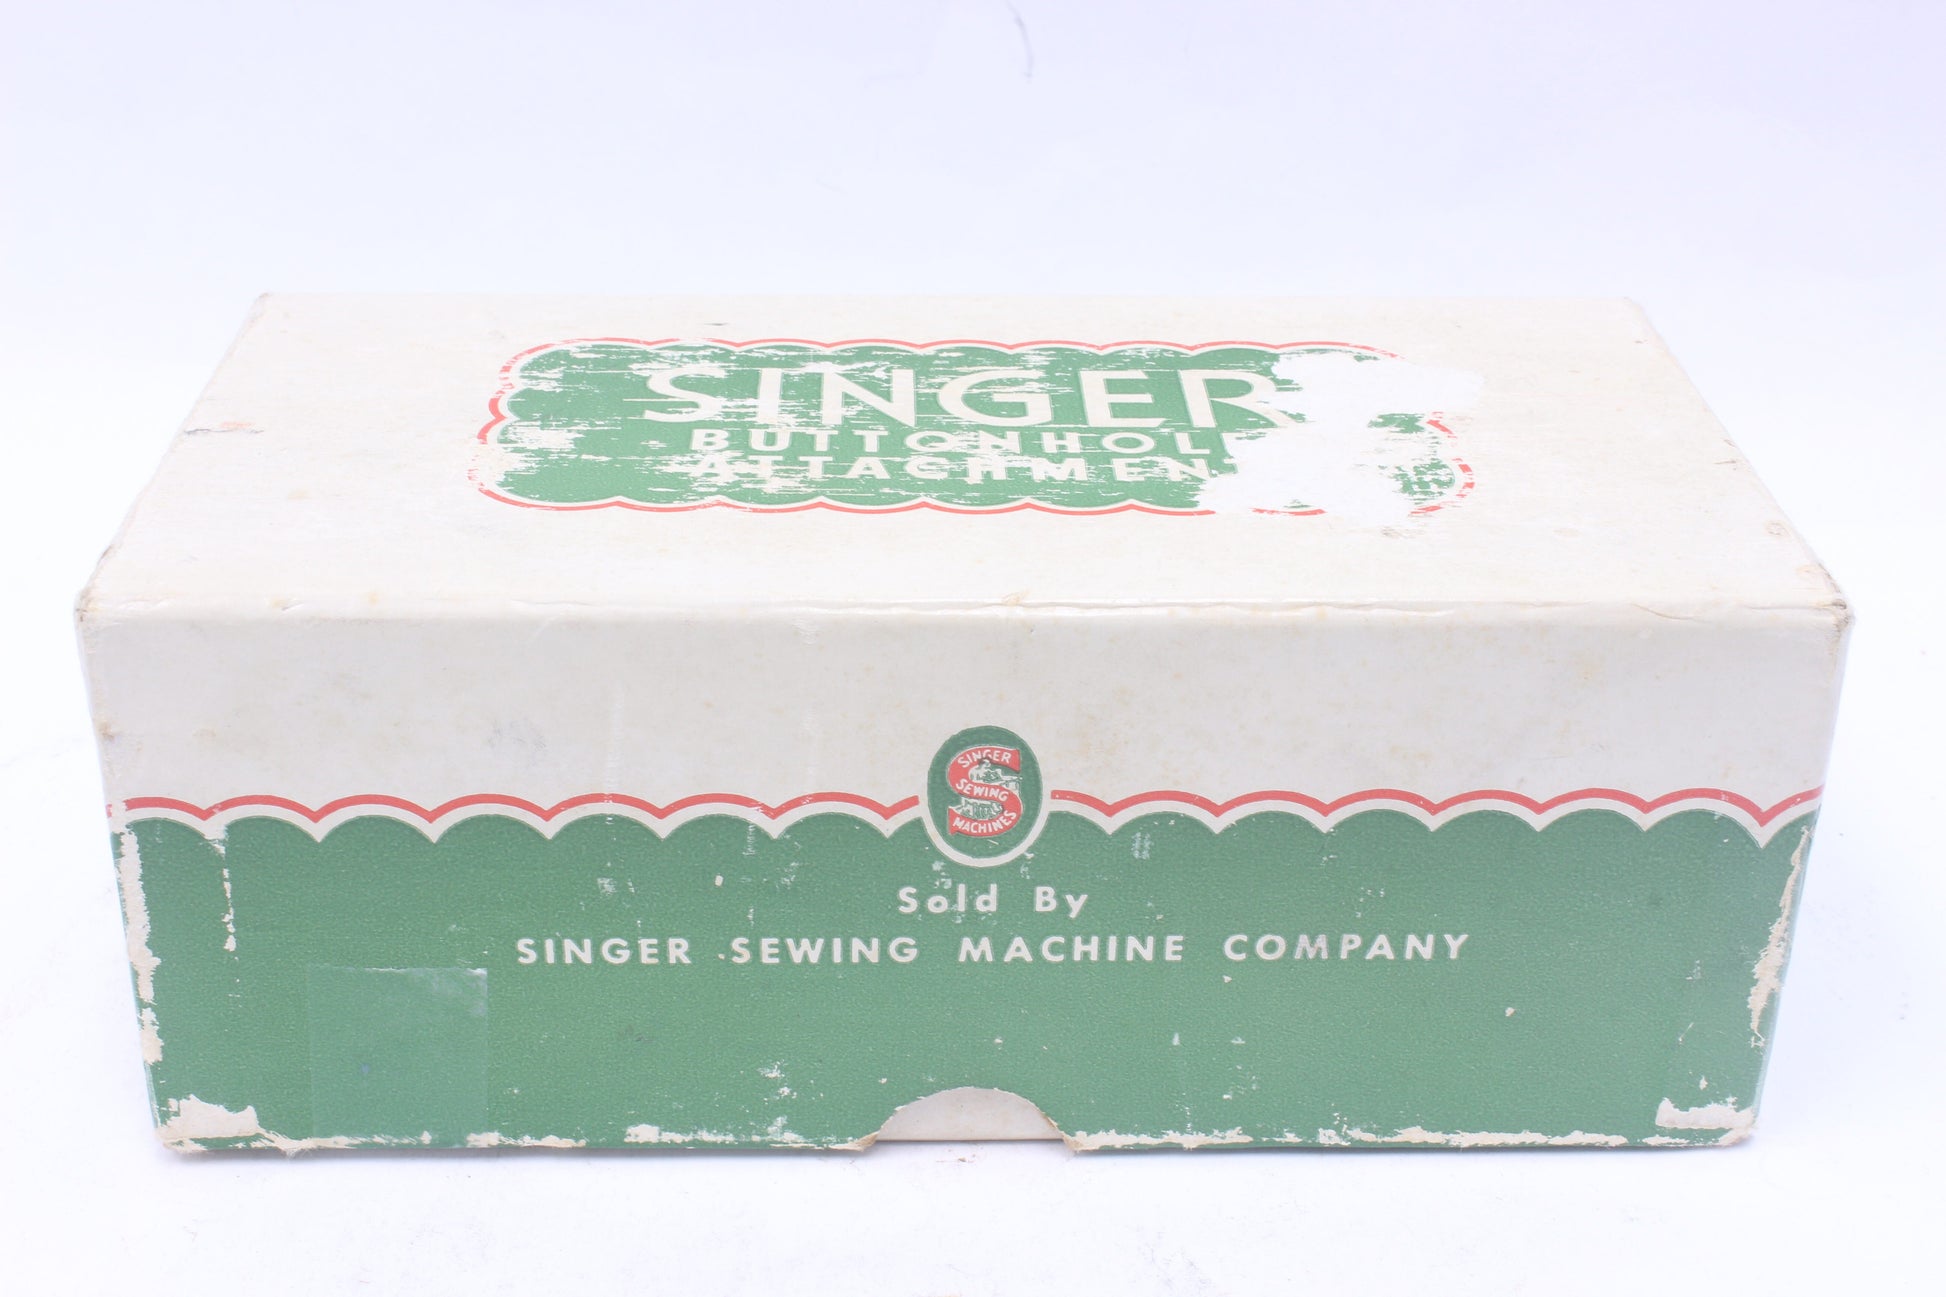 SINGER
BUTTONHOL
ATTACHMEN
SINGER
SEWING
MACHINES
Sold By
SINGER SEWING MACHINE COMPANY